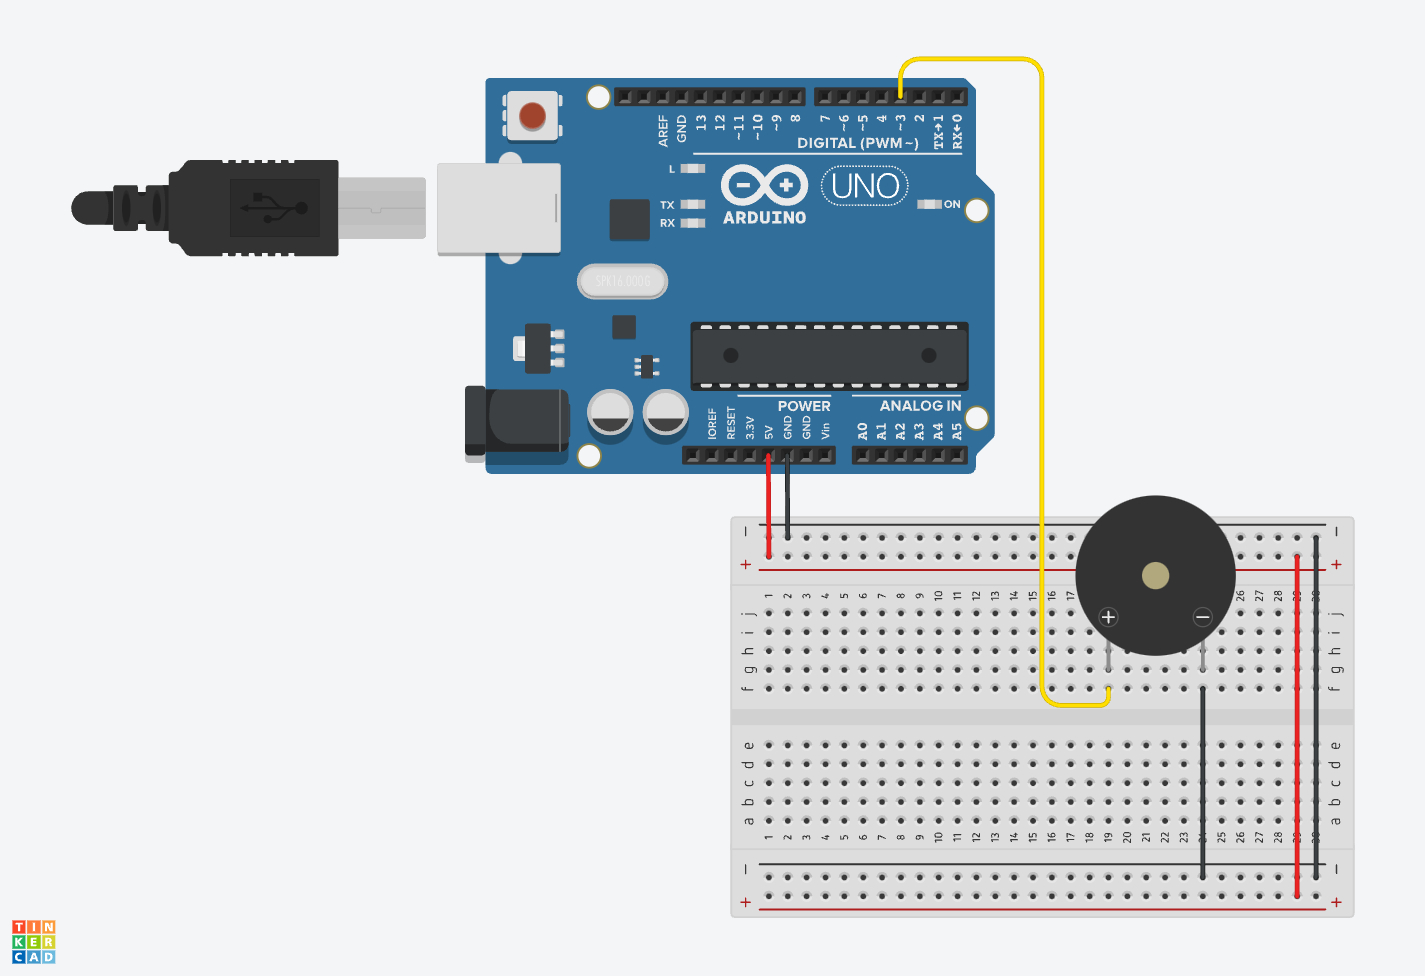 AREF GND 13 12 ~11 ~10 ~9 8 7 ~6 ~5 4 ~3 2 TX→1 RX←0
DIGITAL (PWM~)
L
TX
RX
UNO
ON
ARDUINO
SPK16.000G
POWER
ANALOG IN
IOREF RESET 3.3V 5V GND GND Vin A0 A1 A2 A3 A4 A5
− −
+ +
1 2 3 4 5 6 7 8 9 10 11 12 13 14 15 16 17 26 27 28
j + − j
i i
h h
g g
f f
e e
d d
c c
b b
a a
1 2 3 4 5 6 7 8 9 10 11 12 13 14 15 16 17 18 19 20 21 22 23 25 26 27 28
− −
+ +
TIN
KER
CAD